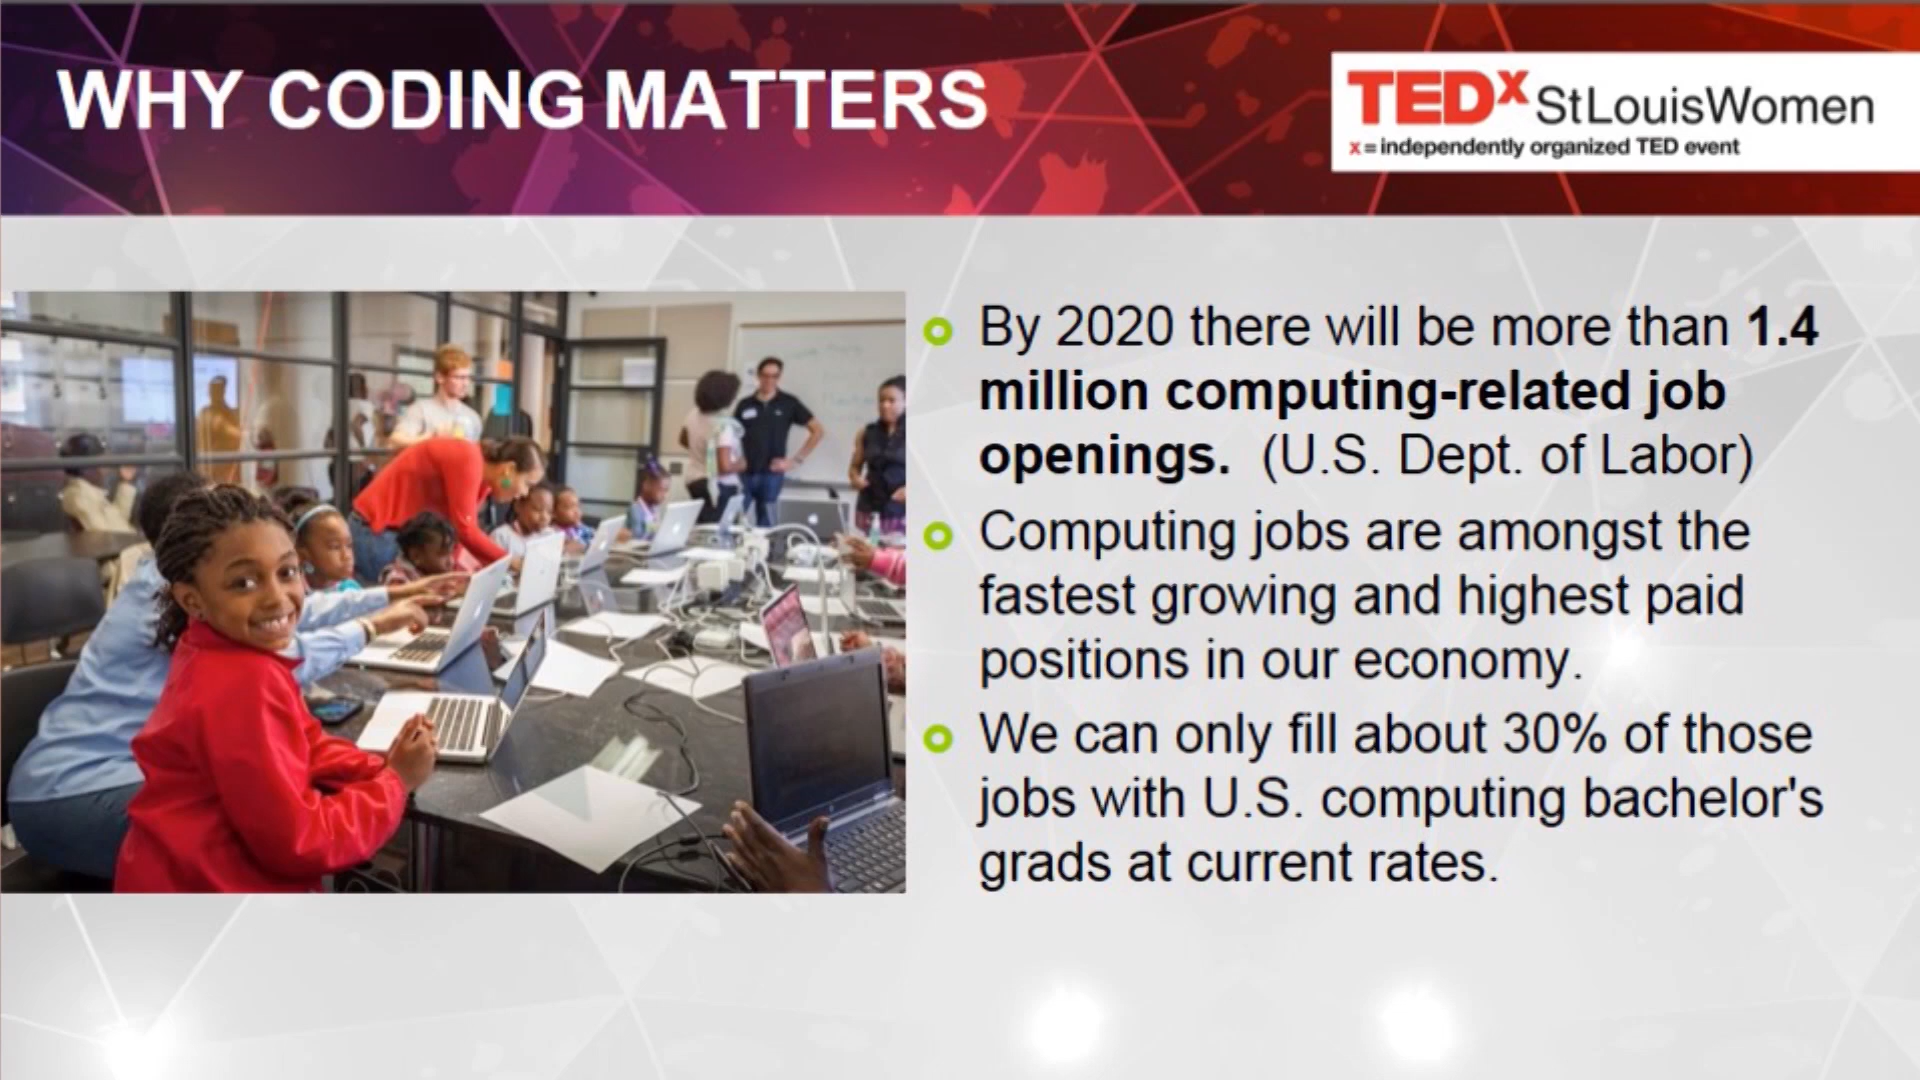 WHY CODING MATTERS
TEDx StLouisWomen
x = independently organized TED event
By 2020 there will be more than 1.4
million computing-related job
openings. (U.S. Dept. of Labor)
Computing jobs are amongst the
fastest growing and highest paid
positions in our economy.
We can only fill about 30% of those
jobs with U.S. computing bachelor's
grads at current rates.